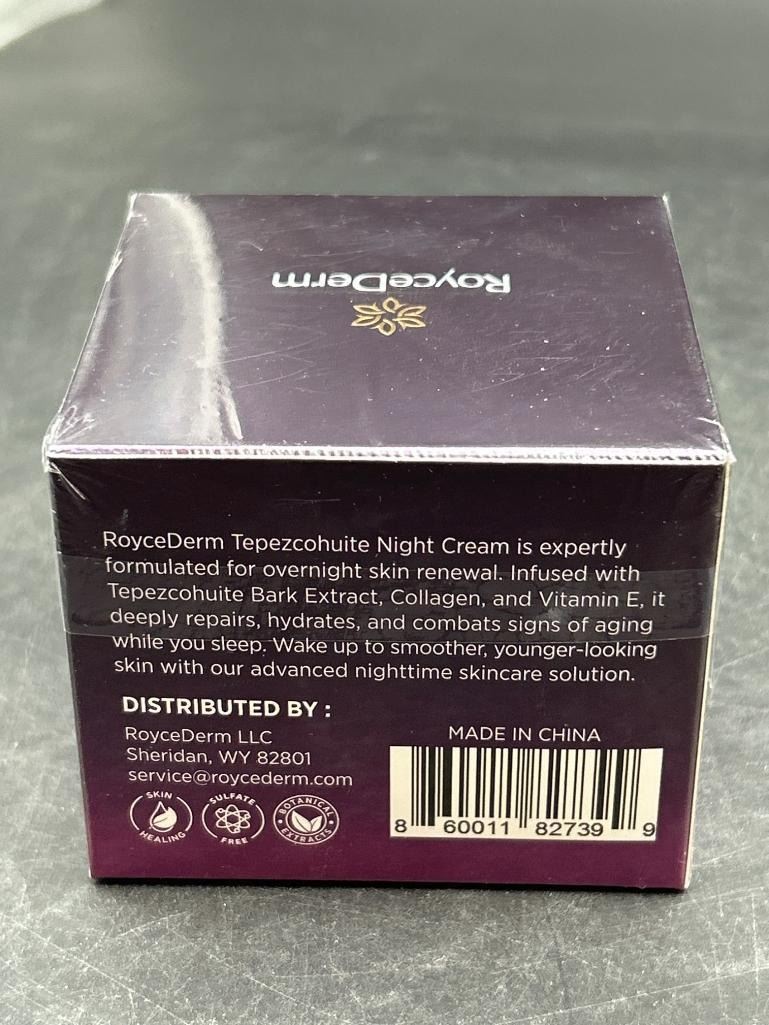 RoyceDerm
RoyceDerm Tepezcohuite Night Cream is expertly
formulated for overnight skin renewal. Infused with
Tepezcohuite Bark Extract, Collagen, and Vitamin E, it
deeply repairs, hydrates, and combats signs of aging
while you sleep. Wake up to smoother, younger-looking
skin with our advanced nighttime skincare solution.
DISTRIBUTED BY :
RoyceDerm LLC
Sheridan, WY 82801
service@roycederm.com
SKIN
HEALING
SULFATE
FREE
BOTANICAL
EXTRACTS
MADE IN CHINA
8 60011 82739 9